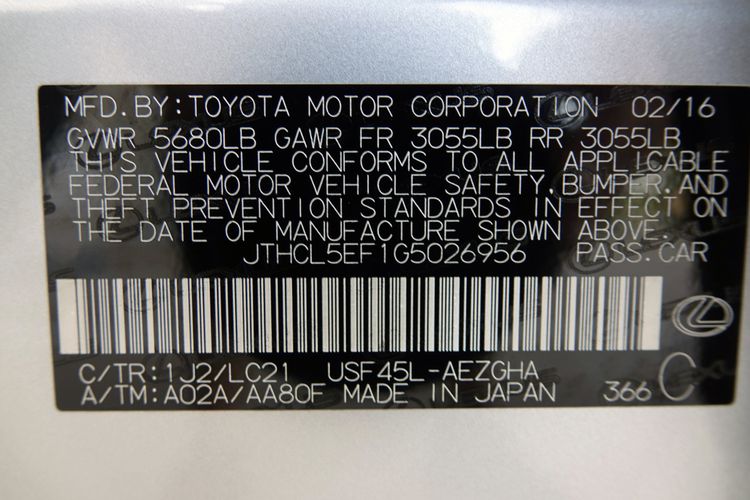 MFD.BY:TOYOTA MOTOR CORPORATION 02/16
GVWR 5680LB GAWR FR 3055LB RR 3055LB
THIS VEHICLE CONFORMS TO ALL APPLICABLE
FEDERAL MOTOR VEHICLE SAFETY,BUMPER,AND
THEFT PREVENTION STANDARDS IN EFFECT ON
THE DATE OF MANUFACTURE SHOWN ABOVE.
JTHCL5EF1G5026956 PASS.CAR
C/TR:1J2/LC21 USF45L-AEZGHA
A/TM:A02A/AA80F MADE IN JAPAN 366 C